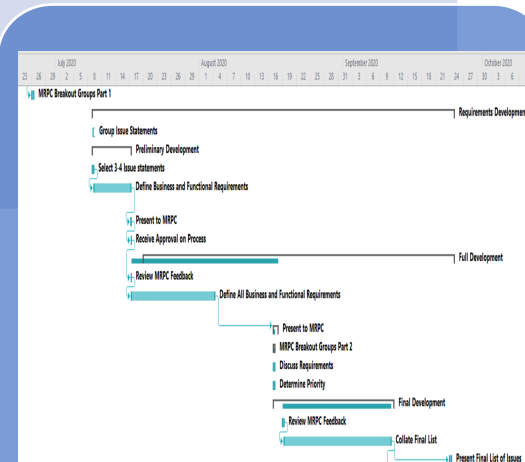 July 2020 August 2020 September 2020 October 2020
23 26 29 2 5 8 11 14 17 20 23 26 29 1 4 7 10 13 16 19 22 25 28 31 3 6 9 12 15 18 21 24 27 30 3 6
MRPC Breakout Groups Part 1
Requirements Developmen
Group Issue Statements
Preliminary Development
Select 3-4 Issue statements
Define Business and Functional Requirements
Present to MRPC
Receive Approval on Process
Full Development
Review MRPC Feedback
Define All Business and Functional Requirements
Present to MRPC
MRPC Breakout Groups Part 2
Discuss Requirements
Determine Priority
Final Development
Review MRPC Feedback
Collate Final List
Present Final List of Issues